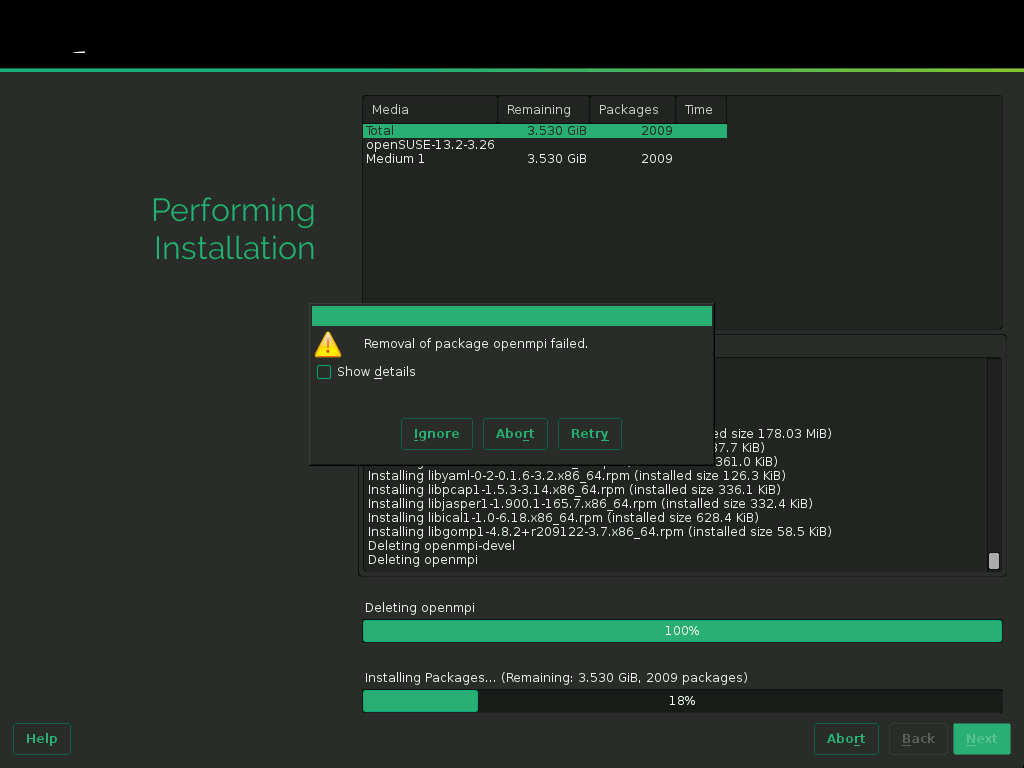 Media Remaining Packages Time
Total 3.530 GiB 2009
openSUSE-13.2-3.26
Medium 1 3.530 GiB 2009
Performing
Installation
Removal of package openmpi failed.
Show details
Ignore Abort Retry
ed size 178.03 MiB)
37.7 KiB)
361.0 KiB)
Installing libyaml-0-2-0.1.6-3.2.x86_64.rpm (installed size 126.3 KiB)
Installing libpcap1-1.5.3-3.14.x86_64.rpm (installed size 336.1 KiB)
Installing libjasper1-1.900.1-165.7.x86_64.rpm (installed size 332.4 KiB)
Installing libical1-1.0-6.18.x86_64.rpm (installed size 628.4 KiB)
Installing libgomp1-4.8.2+r209122-3.7.x86_64.rpm (installed size 58.5 KiB)
Deleting openmpi-devel
Deleting openmpi
Deleting openmpi
100%
Installing Packages... (Remaining: 3.530 GiB, 2009 packages)
18%
Help Abort Back Next